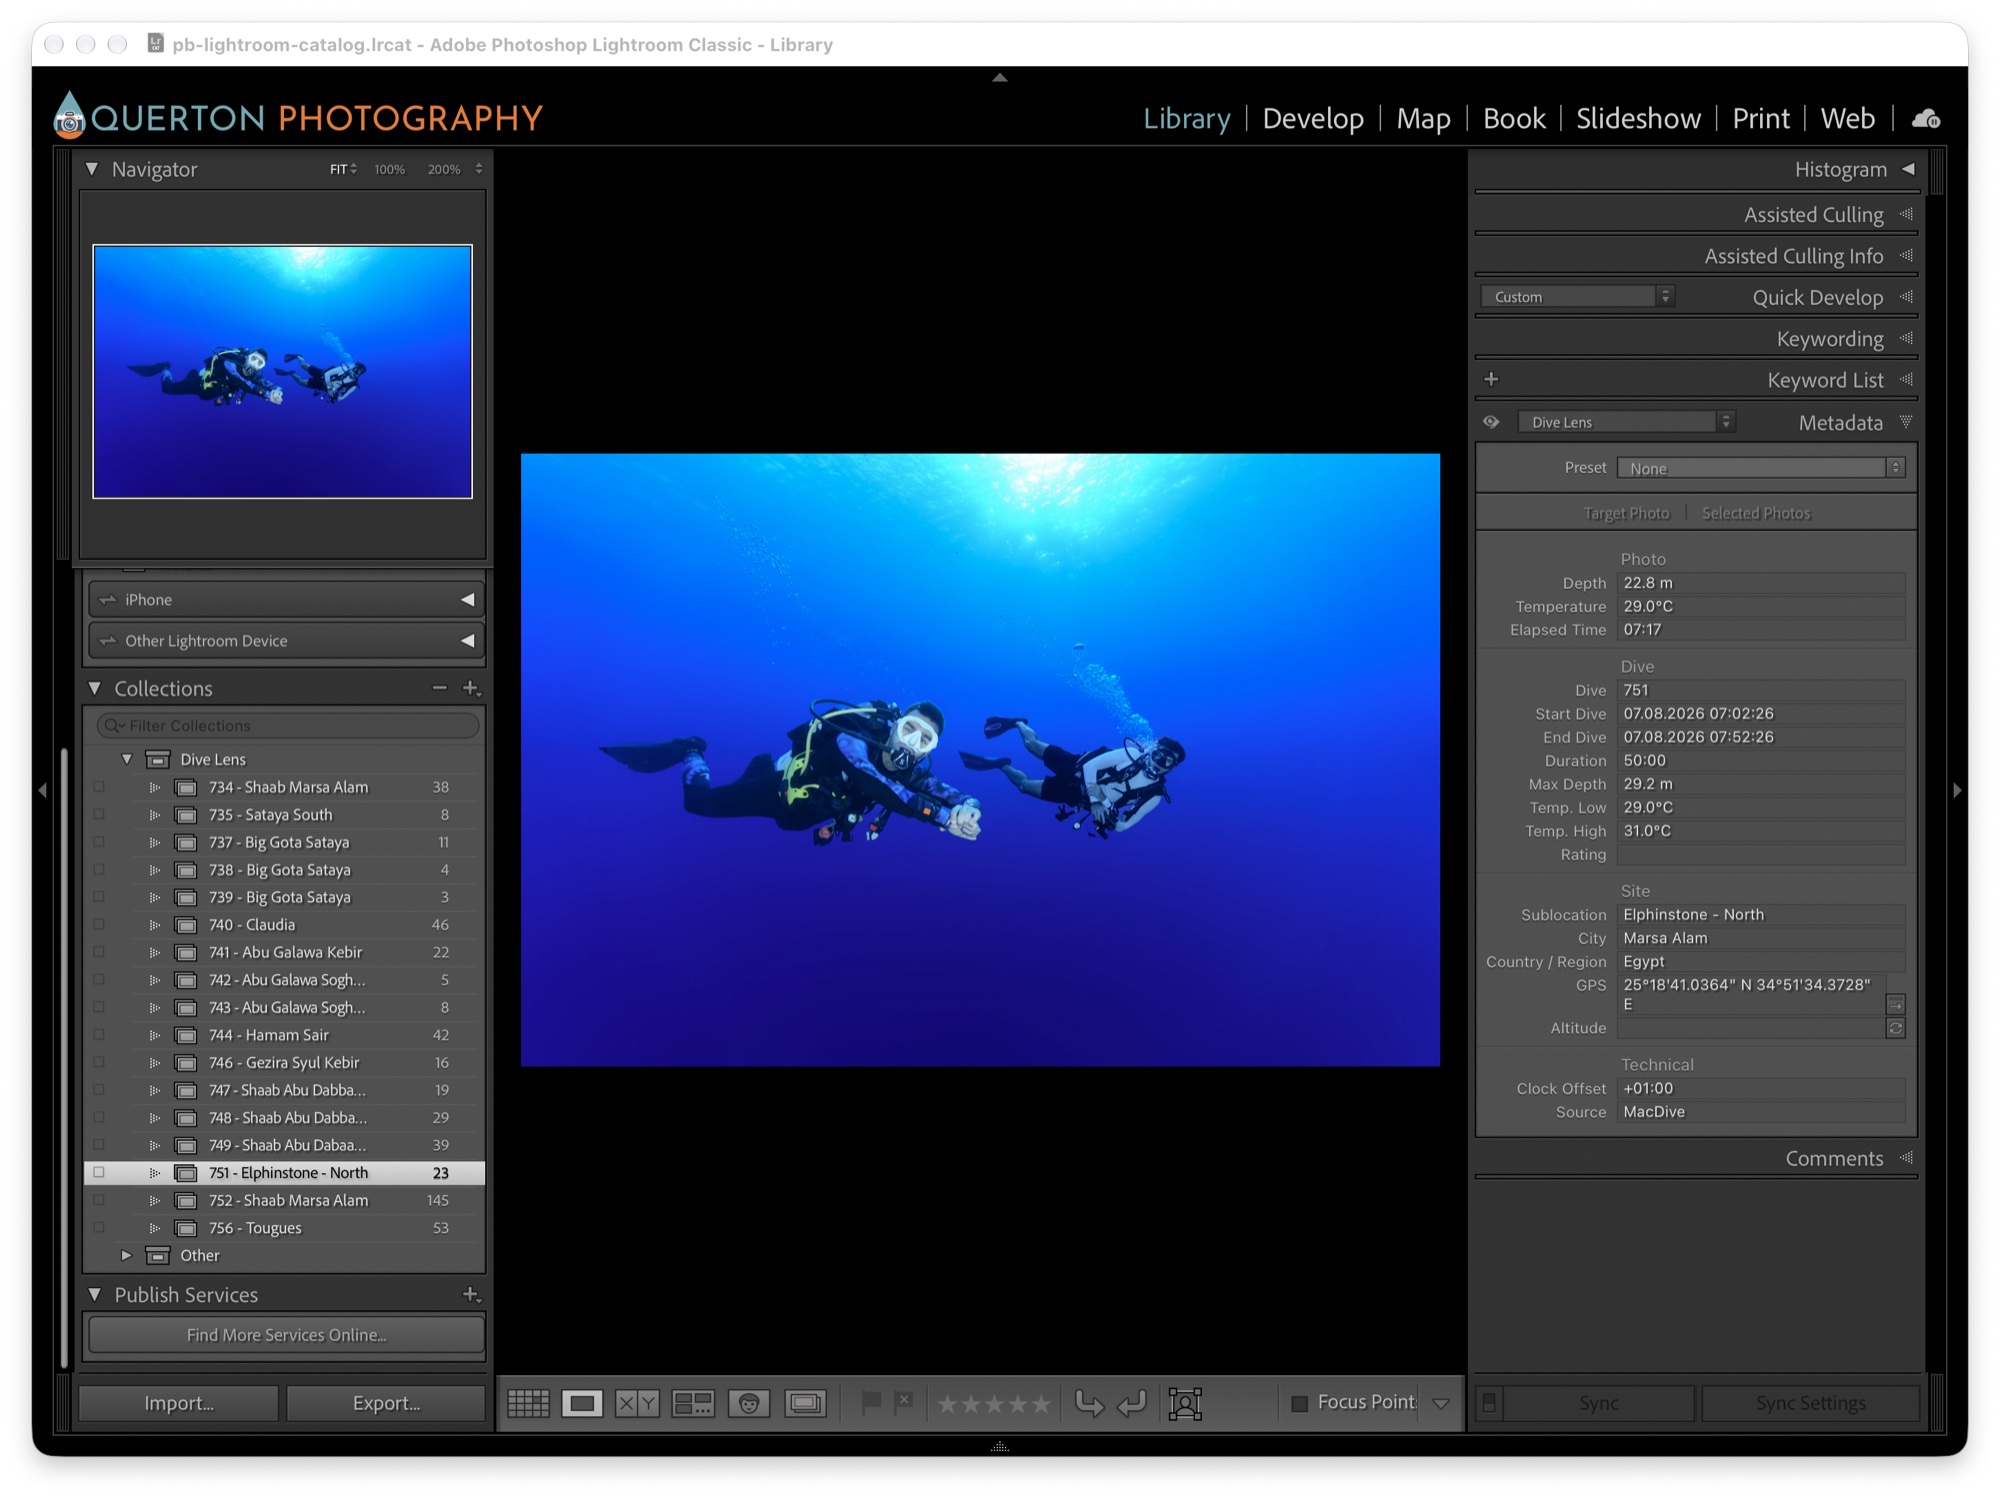 pb-lightroom-catalog.lrcat - Adobe Photoshop Lightroom Classic - Library
QUERTON PHOTOGRAPHY
Library | Develop | Map | Book | Slideshow | Print | Web
Navigator FIT 100% 200%
iPhone
Other Lightroom Device
Collections
Filter Collections
Dive Lens
734 - Shaab Marsa Alam 38
735 - Sataya South 8
737 - Big Gota Sataya 11
738 - Big Gota Sataya 4
739 - Big Gota Sataya 3
740 - Claudia 46
741 - Abu Galawa Kebir 22
742 - Abu Galawa Sogh... 5
743 - Abu Galawa Sogh... 8
744 - Hamam Sair 42
746 - Gezira Syul Kebir 16
747 - Shaab Abu Dabba... 19
748 - Shaab Abu Dabba... 29
749 - Shaab Abu Dabaa... 39
751 - Elphinstone - North 23
752 - Shaab Marsa Alam 145
756 - Tougues 53
Other
Publish Services
Find More Services Online...
Import... Export...
XY
Focus Point
Histogram
Assisted Culling
Assisted Culling Info
Custom Quick Develop
Keywording
Keyword List
Dive Lens Metadata
Preset None
Target Photo | Selected Photos
Photo
Depth 22.8 m
Temperature 29.0°C
Elapsed Time 07:17
Dive
Dive 751
Start Dive 07.08.2026 07:02:26
End Dive 07.08.2026 07:52:26
Duration 50:00
Max Depth 29.2 m
Temp. Low 29.0°C
Temp. High 31.0°C
Rating
Site
Sublocation Elphinstone - North
City Marsa Alam
Country / Region Egypt
GPS 25°18'41.0364" N 34°51'34.3728"
E
Altitude
Technical
Clock Offset +01:00
Source MacDive
Comments
Sync Sync Settings